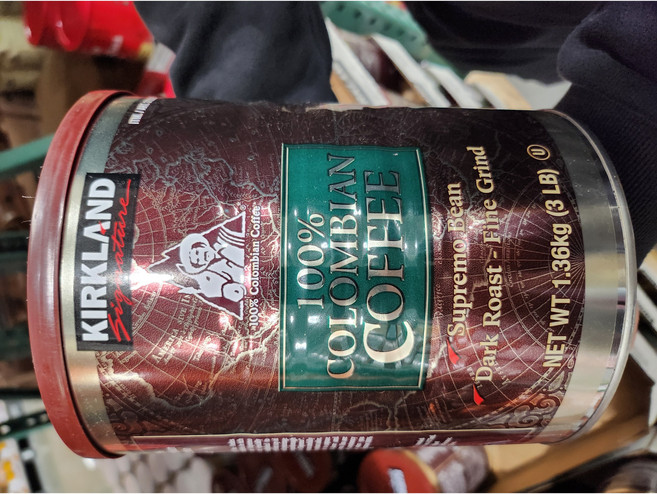 KIRKLAND
Signature
100% Colombian Coffee
100%
COLOMBIAN
COFFEE
Supremo Bean
Dark Roast - Fine Grind
NET WT 1.36kg (3 LB) U